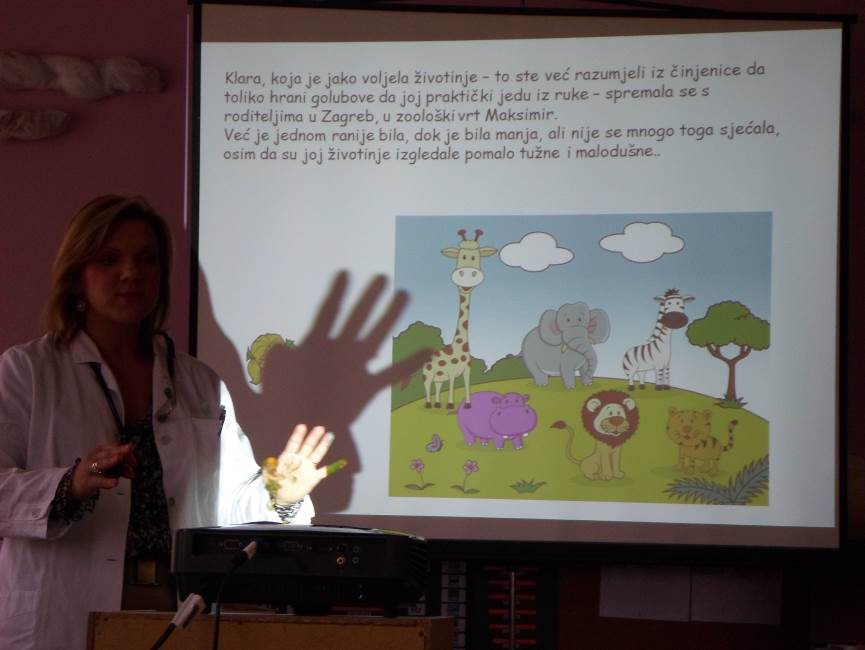 Klara, koja je jako voljela životinje – to ste već razumjeli iz činjenice da
toliko hrani golubove da joj praktički jedu iz ruke – spremala se s
roditeljima u Zagreb, u zoološki vrt Maksimir.
Već je jednom ranije bila, dok je bila manja, ali nije se mnogo toga sjećala,
osim da su joj životinje izgledale pomalo tužne i malodušne..